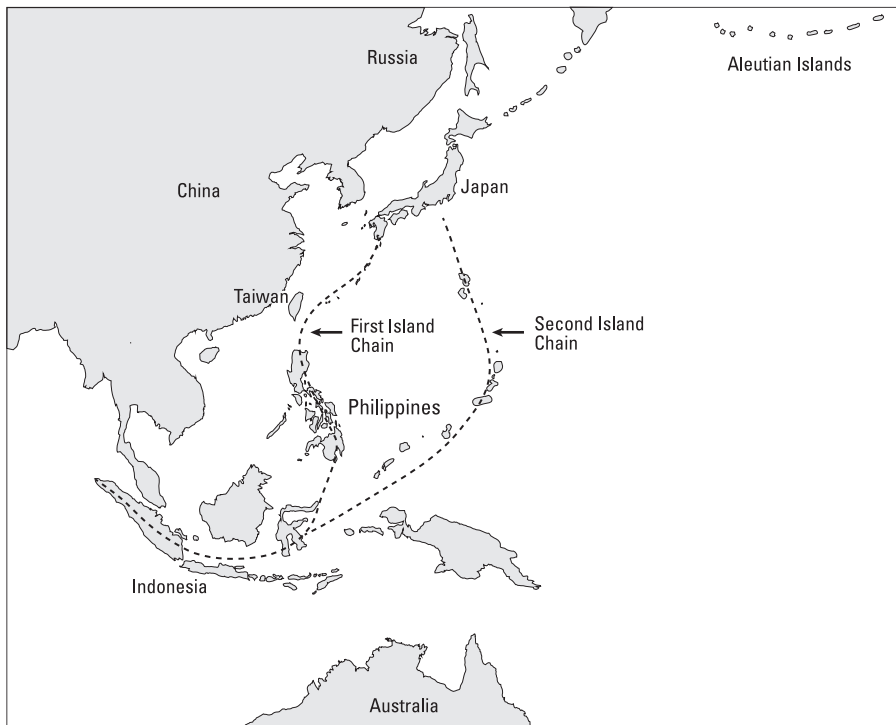 Russia
Aleutian Islands
China
Japan
Taiwan
First Island
Chain
Second Island
Chain
Philippines
Indonesia
Australia